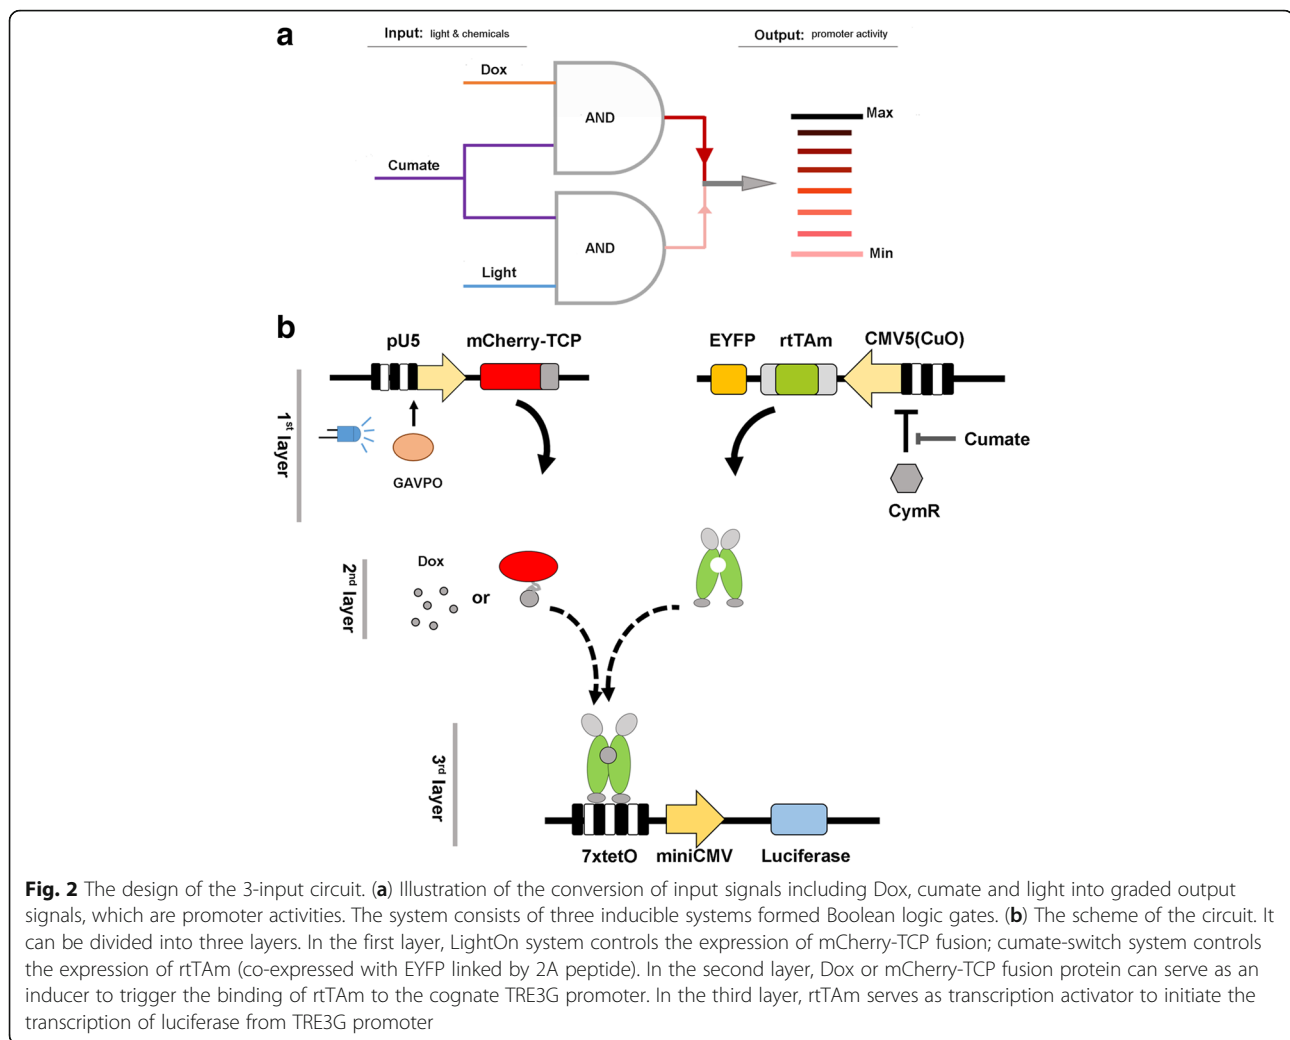 a
Input: light & chemicals
Output: promoter activity
Dox
AND
Max
Cumate
AND
Light
Min
b
pU5
mCherry-TCP
EYFP
rtTAm
CMV5(CuO)
1st layer
GAVPO
Cumate
CymR
2nd layer
Dox
or
3rd layer
7xtetO
miniCMV
Luciferase
Fig. 2 The design of the 3-input circuit. (a) Illustration of the conversion of input signals including Dox, cumate and light into graded output
signals, which are promoter activities. The system consists of three inducible systems formed Boolean logic gates. (b) The scheme of the circuit. It
can be divided into three layers. In the first layer, LightOn system controls the expression of mCherry-TCP fusion; cumate-switch system controls
the expression of rtTAm (co-expressed with EYFP linked by 2A peptide). In the second layer, Dox or mCherry-TCP fusion protein can serve as an
inducer to trigger the binding of rtTAm to the cognate TRE3G promoter. In the third layer, rtTAm serves as transcription activator to initiate the
transcription of luciferase from TRE3G promoter